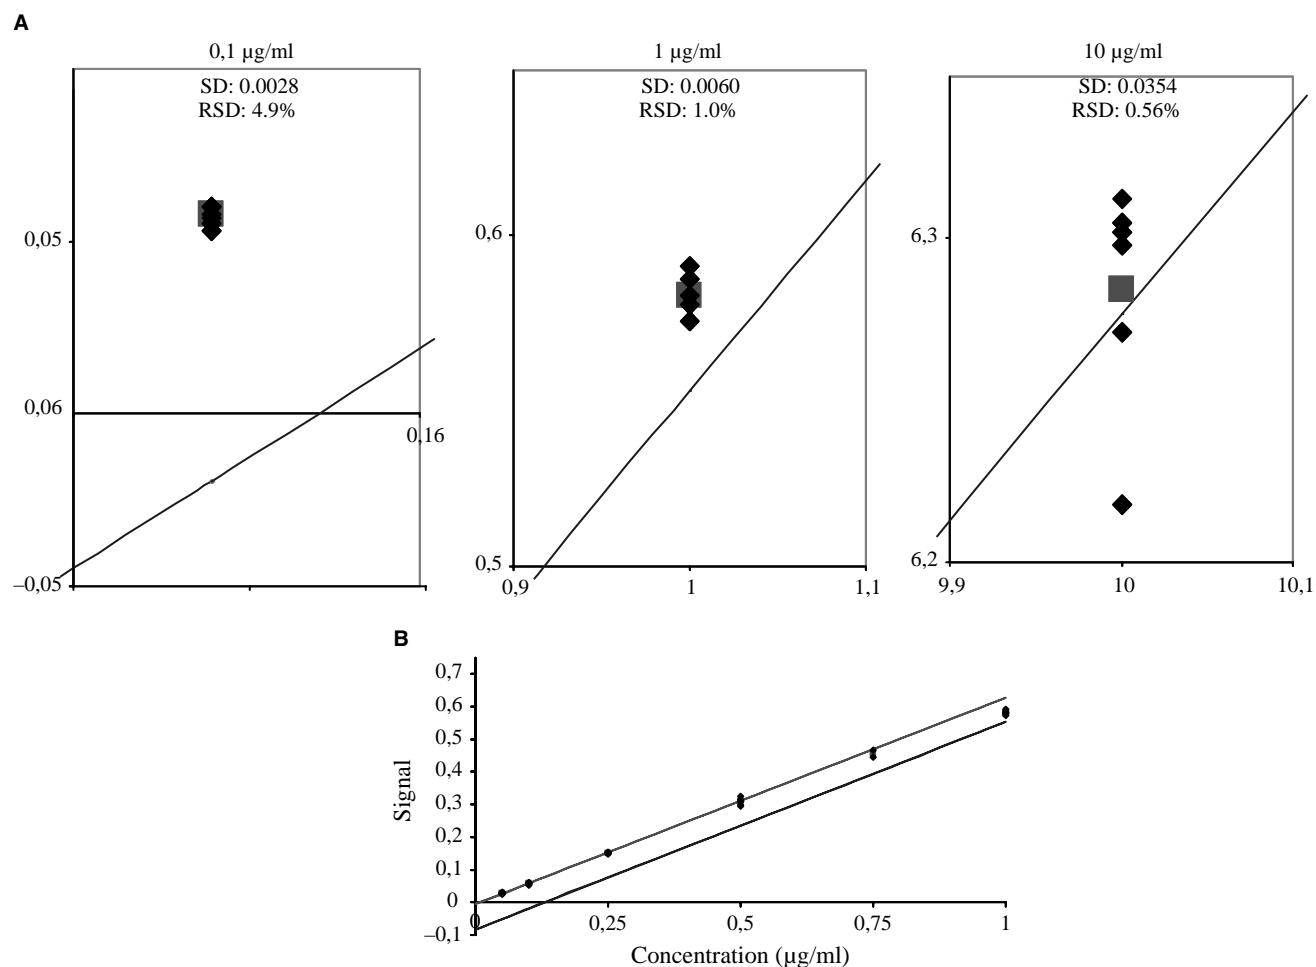 A
0,1 µg/ml
SD: 0.0028
RSD: 4.9%
0,05
0,06
0,16
–0,05
1 µg/ml
SD: 0.0060
RSD: 1.0%
0,6
0,5
0,9 1 1,1
10 µg/ml
SD: 0.0354
RSD: 0.56%
6,3
6,2
9,9 10 10,1
B
0,7
0,6
0,5
0,4
0,3
0,2
0,1
0
–0,1
Signal
0 0,25 0,5 0,75 1
Concentration (µg/ml)